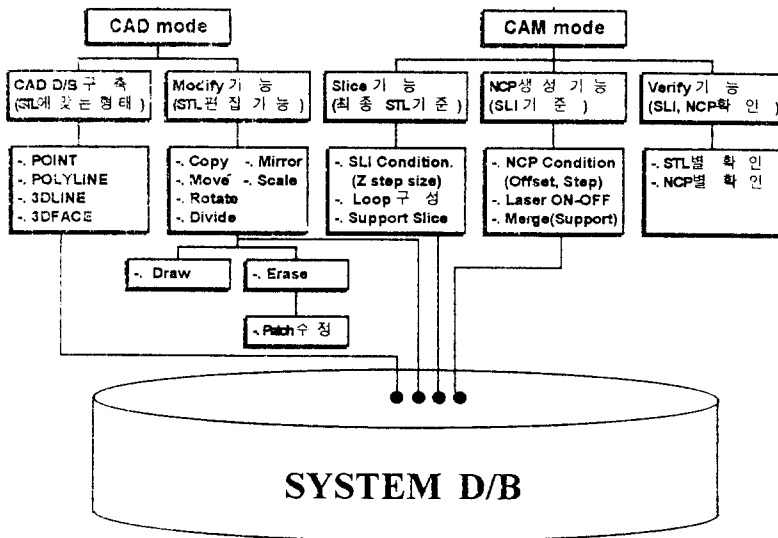 CAD mode
CAM mode
CAD D/B 구 축
(STL에 맞는 형태)
Modify 기 능
(STL편 집 기 능)
Slice 기 능
(최 종 STL기 준)
NCP생 성 기 능
(SLI 기 준)
Verify 기 능
(SLI, NCP확 인)
-. POINT
-. POLYLINE
-. 3DLINE
-. 3DFACE
-. Copy -. Mirror
-. Move -. Scale
-. Rotate
-. Divide
-. SLI Condition.
(Z step size)
-. Loop 구 성
-. Support Slice
-. NCP Condition
(Offset, Step)
-. Laser ON-OFF
-. Merge(Support)
-. STL별 확 인
-. NCP별 확 인
-. Draw
-. Erase
-. Patch 수 정
SYSTEM D/B